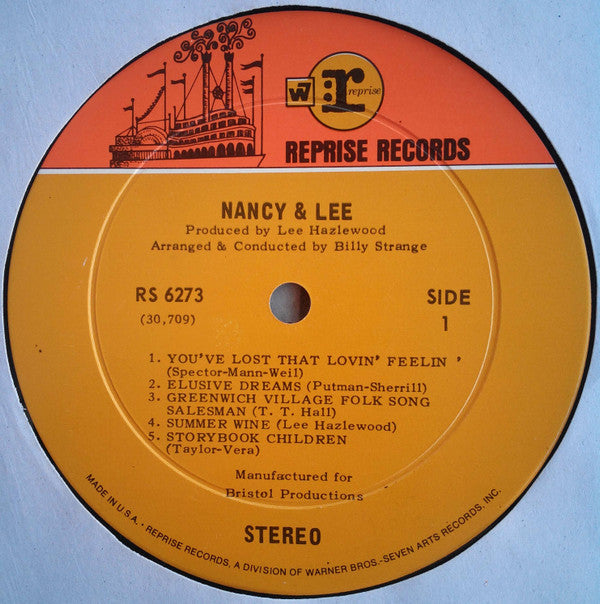 W7 r: reprise
REPRISE RECORDS
NANCY & LEE
Produced by Lee Hazlewood
Arranged & Conducted by Billy Strange
RS 6273
(30,709)
SIDE
1
1. YOU'VE LOST THAT LOVIN' FEELIN '
(Spector-Mann-Weil)
2. ELUSIVE DREAMS (Putman-Sherrill)
3. GREENWICH VILLAGE FOLK SONG
SALESMAN (T. T. Hall)
4. SUMMER WINE (Lee Hazlewood)
5. STORYBOOK CHILDREN
(Taylor-Vera)
Manufactured for
Bristol Productions
STEREO
MADE IN U.S.A. • REPRISE RECORDS, A DIVISION OF WARNER BROS.-SEVEN ARTS RECORDS, INC.